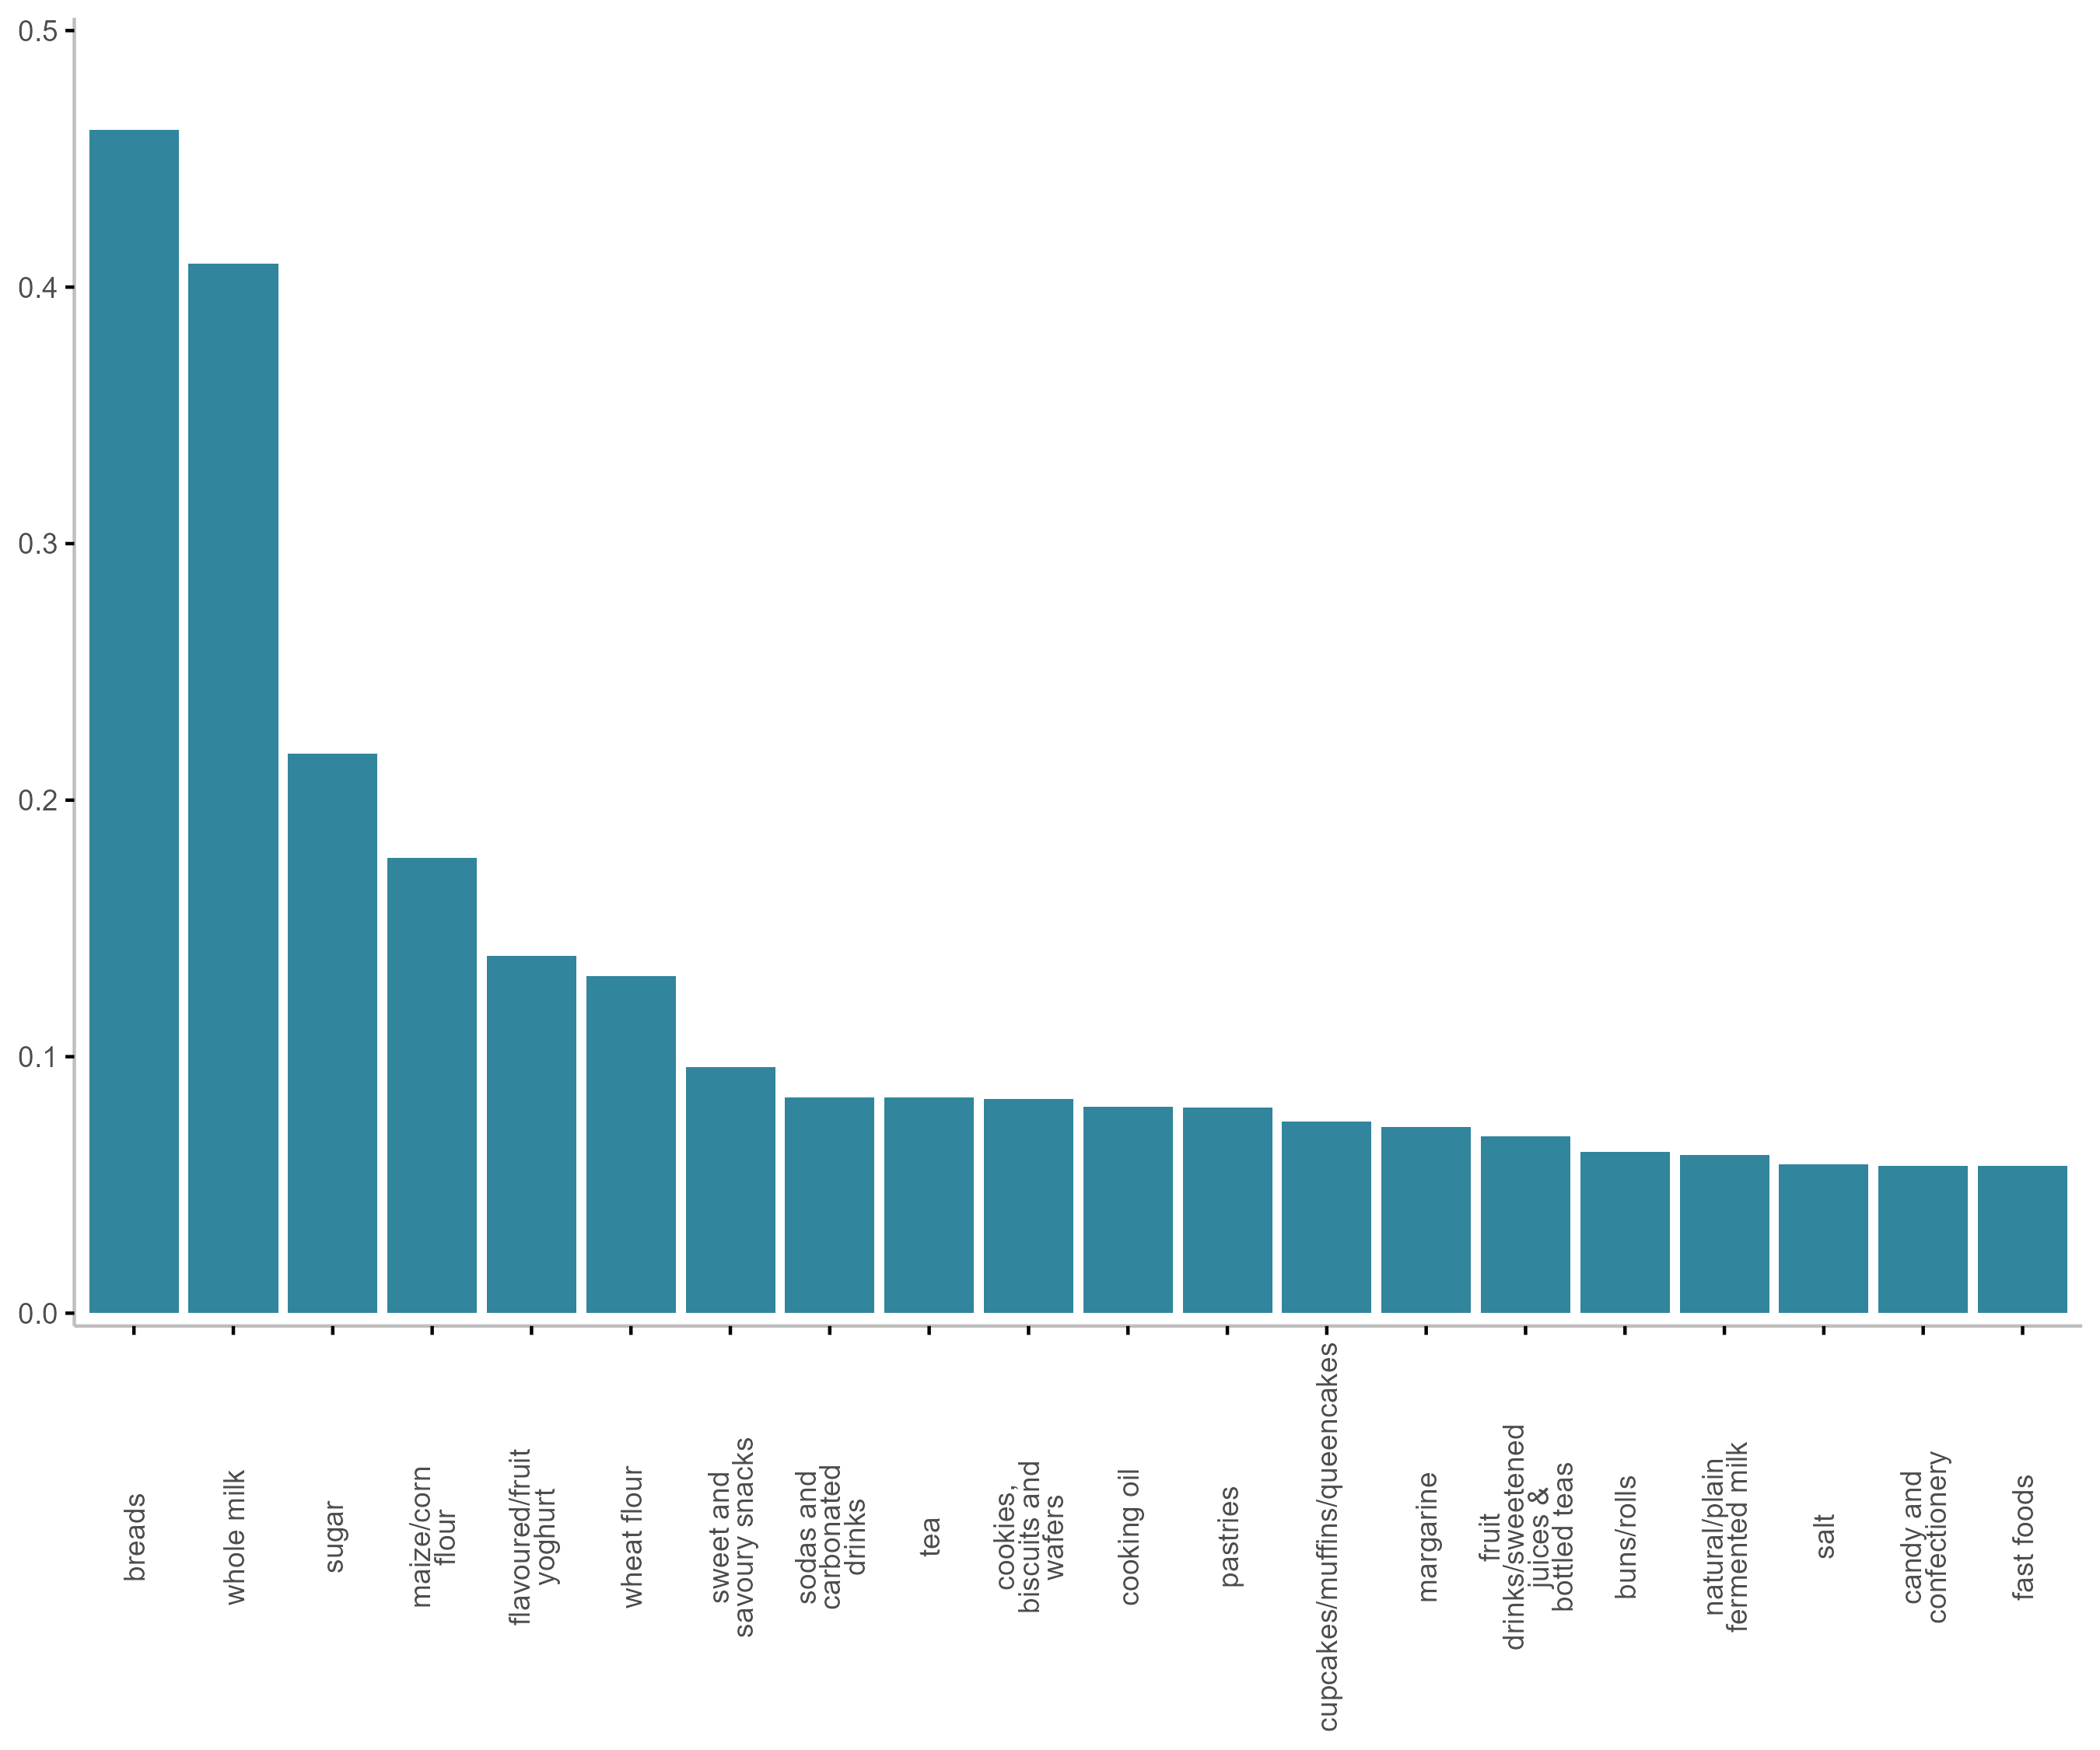 0.5
0.4
0.3
0.2
0.1
0.0
breads
whole milk
sugar
maize/corn
flour
flavoured/fruit
yoghurt
wheat flour
sweet and
savoury snacks
sodas and
carbonated
drinks
tea
cookies,
biscuits and
wafers
cooking oil
pastries
cupcakes/muffins/queencakes
margarine
fruit
drinks/sweetened
juices &
bottled teas
buns/rolls
natural/plain
fermented milk
salt
candy and
confectionery
fast foods